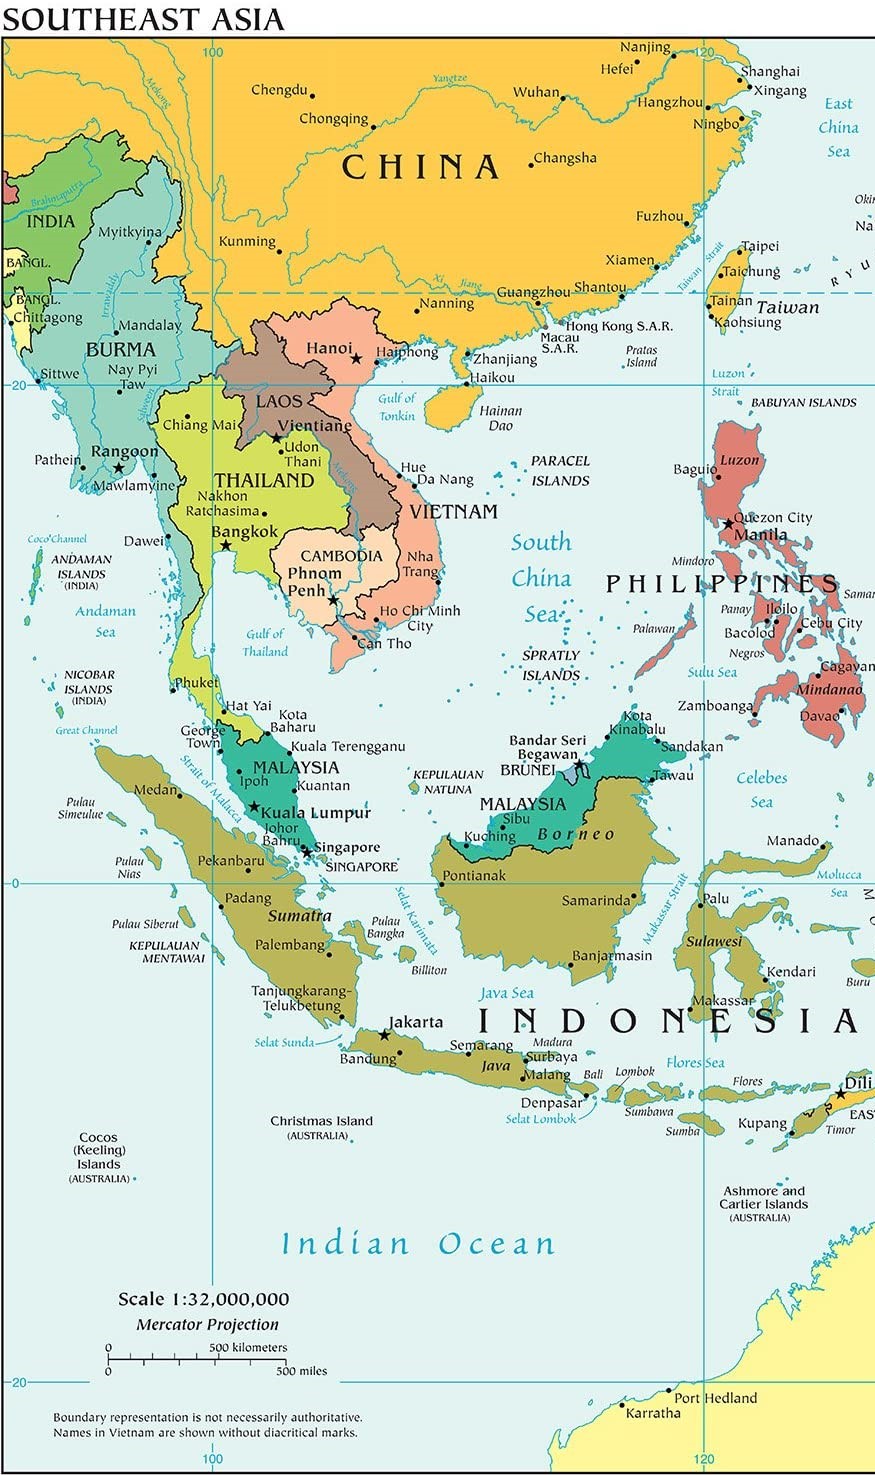 SOUTHEAST ASIA
100
120
Nanjing
Hefei
Shanghai
Xingang
Chengdu
Yangtze
Wuhan
Hangzhou
Ningbo
East
China
Sea
Mekong
Chongqing
CHINA
Changsha
Brahmaputra
INDIA
Myitkyina
Kunming
Fuzhou
Xiamen
Taiwan Strait
Taipei
Taichung
Tainan
Taiwan
Kaohsiung
Okin
Na
RYU
BANGL.
BANGL.
Chittagong
Irrawaddy
Xi
Jiang
Nanning
Guangzhou
Shantou
Hong Kong S.A.R.
Macau
S.A.R.
Pratas
Island
Mandalay
BURMA
Nay Pyi
Taw
Sittwe
Salween
Hanoi
Haiphong
Zhanjiang
Haikou
Hainan
Dao
Gulf of
Tonkin
Luzon
Strait
BABUYAN ISLANDS
20
LAOS
Vientiane
Chiang Mai
Udon
Thani
Pathein
Rangoon
Mawlamyine
THAILAND
Nakhon
Ratchasima
Bangkok
Mekong
Hue
Da Nang
VIETNAM
PARACEL
ISLANDS
Luzon
Baguio
Quezon City
Manila
Coco Channel
Dawei
ANDAMAN
ISLANDS
(INDIA)
Andaman
Sea
CAMBODIA
Phnom
Penh
Nha
Trang
Ho Chi Minh
City
Can Tho
Gulf of
Thailand
South
China
Sea
Mindoro
PHILIPPINES
Samar
Panay
Iloilo
Cebu City
Bacolod
Negros
Palawan
SPRATLY
ISLANDS
Sulu Sea
Cagayan
Mindanao
Zamboanga
Davao
NICOBAR
ISLANDS
(INDIA)
Great Channel
Phuket
Hat Yai
Kota
Baharu
George
Town
Kuala Terengganu
MALAYSIA
Ipoh
Kuantan
Kuala Lumpur
Johor
Bahru
Singapore
SINGAPORE
Strait of Malacca
KEPULAUAN
NATUNA
Bandar Seri
Begawan
BRUNEI
Kota
Kinabalu
Sandakan
Tawau
MALAYSIA
Sibu
Kuching
Borneo
Celebes
Sea
Medan
Pulau
Simeulue
Pulau
Nias
Pekanbaru
Manado
Molucca
Sea
M
0
Padang
Sumatra
Pulau Siberut
KEPULAUAN
MENTAWAI
Palembang
Pulau
Bangka
Billiton
Selat Karimata
Pontianak
Samarinda
Banjarmasin
Makassar Strait
Palu
Sulawesi
Kendari
Makassar
Buru
Tanjungkarang-
Telukbetung
Selat Sunda
Java Sea
INDONESIA
Jakarta
Bandung
Semarang
Java
Madura
Surbaya
Malang
Denpasar
Bali
Lombok
Selat Lombok
Sumbawa
Flores Sea
Flores
Sumba
Dili
EAS
Timor
Kupang
Christmas Island
(AUSTRALIA)
Cocos
(Keeling)
Islands
(AUSTRALIA)
Ashmore and
Cartier Islands
(AUSTRALIA)
Indian Ocean
Scale 1:32,000,000
Mercator Projection
0
500 kilometers
0
500 miles
20
Port Hedland
Karratha
Boundary representation is not necessarily authoritative.
Names in Vietnam are shown without diacritical marks.
100
120